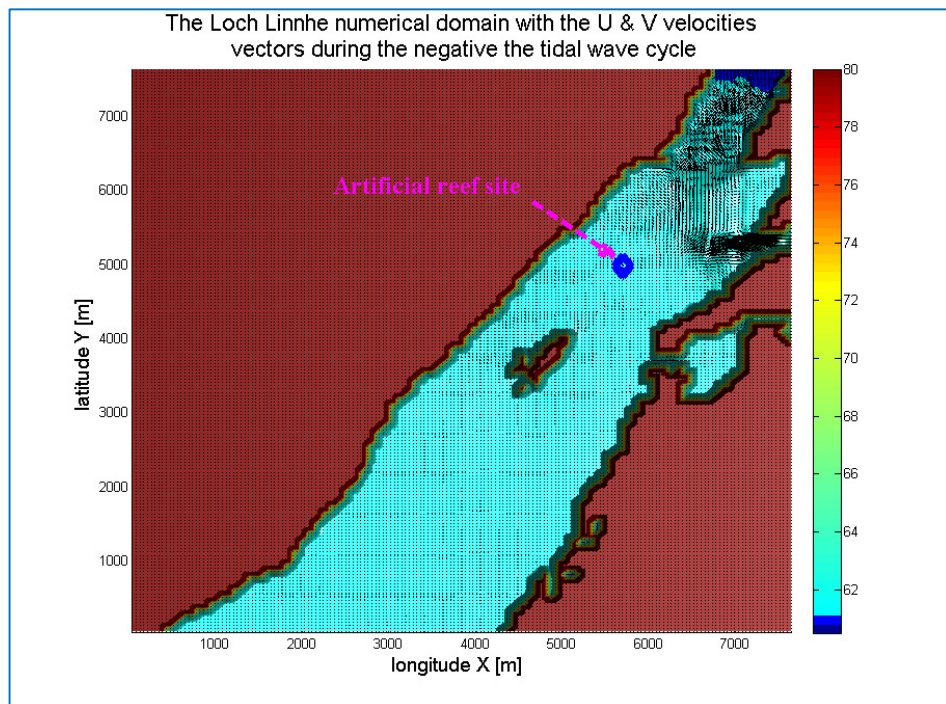 The Loch Linnhe numerical domain with the U & V velocities
vectors during the negative the tidal wave cycle
Artificial reef site
latitude Y [m]
7000
6000
5000
4000
3000
2000
1000
1000 2000 3000 4000 5000 6000 7000
longitude X [m]
80
78
76
74
72
70
68
66
64
62